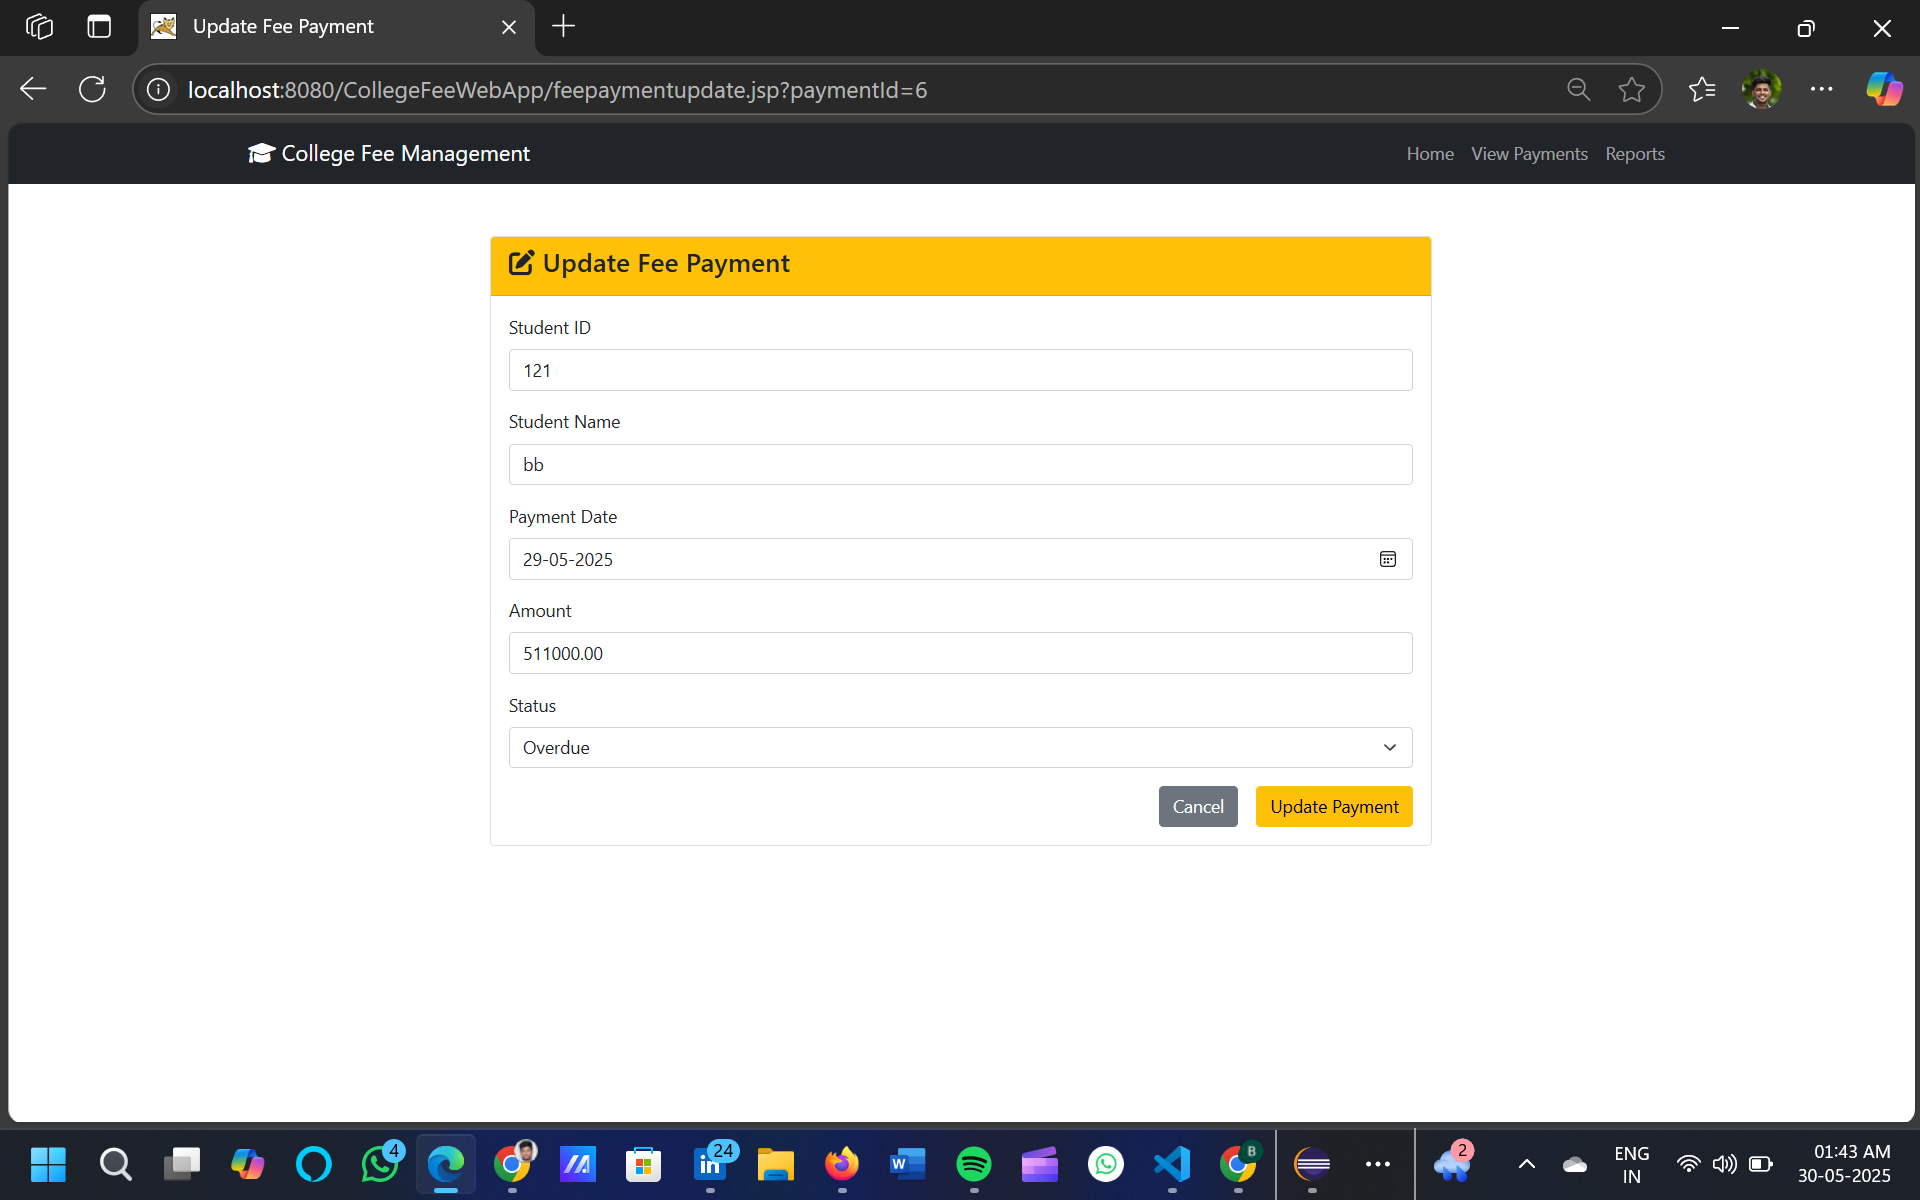 Update Fee Payment
localhost:8080/CollegeFeeWebApp/feepaymentupdate.jsp?paymentId=6
College Fee Management
Home View Payments Reports
Update Fee Payment
Student ID
121
Student Name
bb
Payment Date
29-05-2025
Amount
511000.00
Status
Overdue
Cancel Update Payment
4
24
B
2
ENG
IN
01:43 AM
30-05-2025